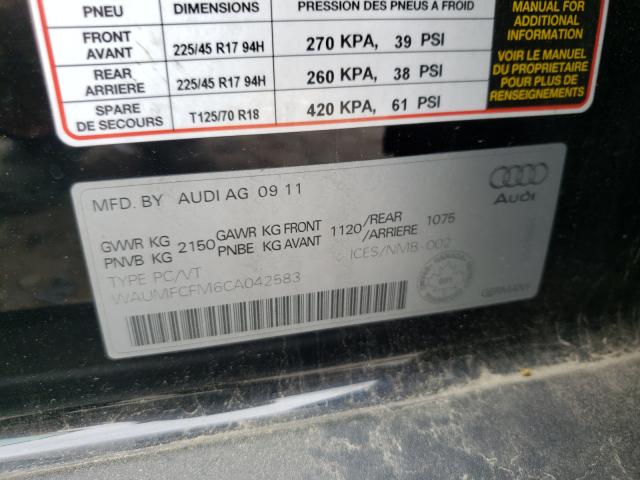 PNEU DIMENSIONS PRESSION DES PNEUS A FROID
FRONT AVANT 225/45 R17 94H 270 KPA, 39 PSI
REAR ARRIERE 225/45 R17 94H 260 KPA, 38 PSI
SPARE DE SECOURS T125/70 R18 420 KPA, 61 PSI
MANUAL FOR
ADDITIONAL
INFORMATION
VOIR LE MANUEL
DU PROPRIETAIRE
POUR PLUS DE
RENSEIGNEMENTS
MFD. BY AUDI AG 09 11
Audi
GVWR KG 2150 GAWR KG FRONT 1120 /REAR 1075
PNVB KG PNBE KG AVANT /ARRIERE
TYPE PC/VT ICES/NMB-002
WAUMFCFM6CA042583
GERMANY